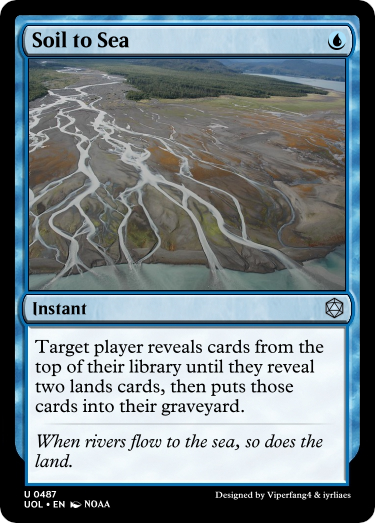 Soil to Sea
Instant
Target player reveals cards from the
top of their library until they reveal
two lands cards, then puts those
cards into their graveyard.
When rivers flow to the sea, so does the
land.
U 0487
UOL • EN NOAA
Designed by Viperfang4 & iyrliaes